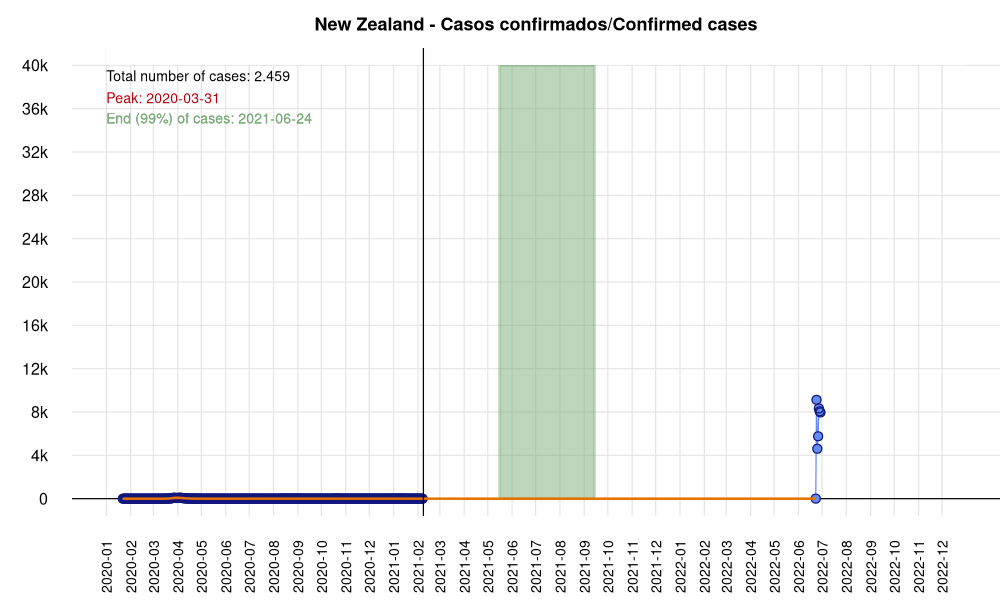 New Zealand - Casos confirmados/Confirmed cases
40k
Total number of cases: 2.459
Peak: 2020-03-31
36k
End (99%) of cases: 2021-06-24
32k
28k
24k
20k
16k
12k
8k
4k
0
2020-01
2020-02
2020-03
2020-04
2020-05
2020-06
2020-07
2020-08
2020-09
2020-10
2020-11
2020-12
2021-01
2021-02
2021-03
2021-04
2021-05
2021-06
2021-07
2021-08
2021-09
2021-10
2021-11
2021-12
2022-01
2022-02
2022-03
2022-04
2022-05
2022-06
2022-07
2022-08
2022-09
2022-10
2022-11
2022-12